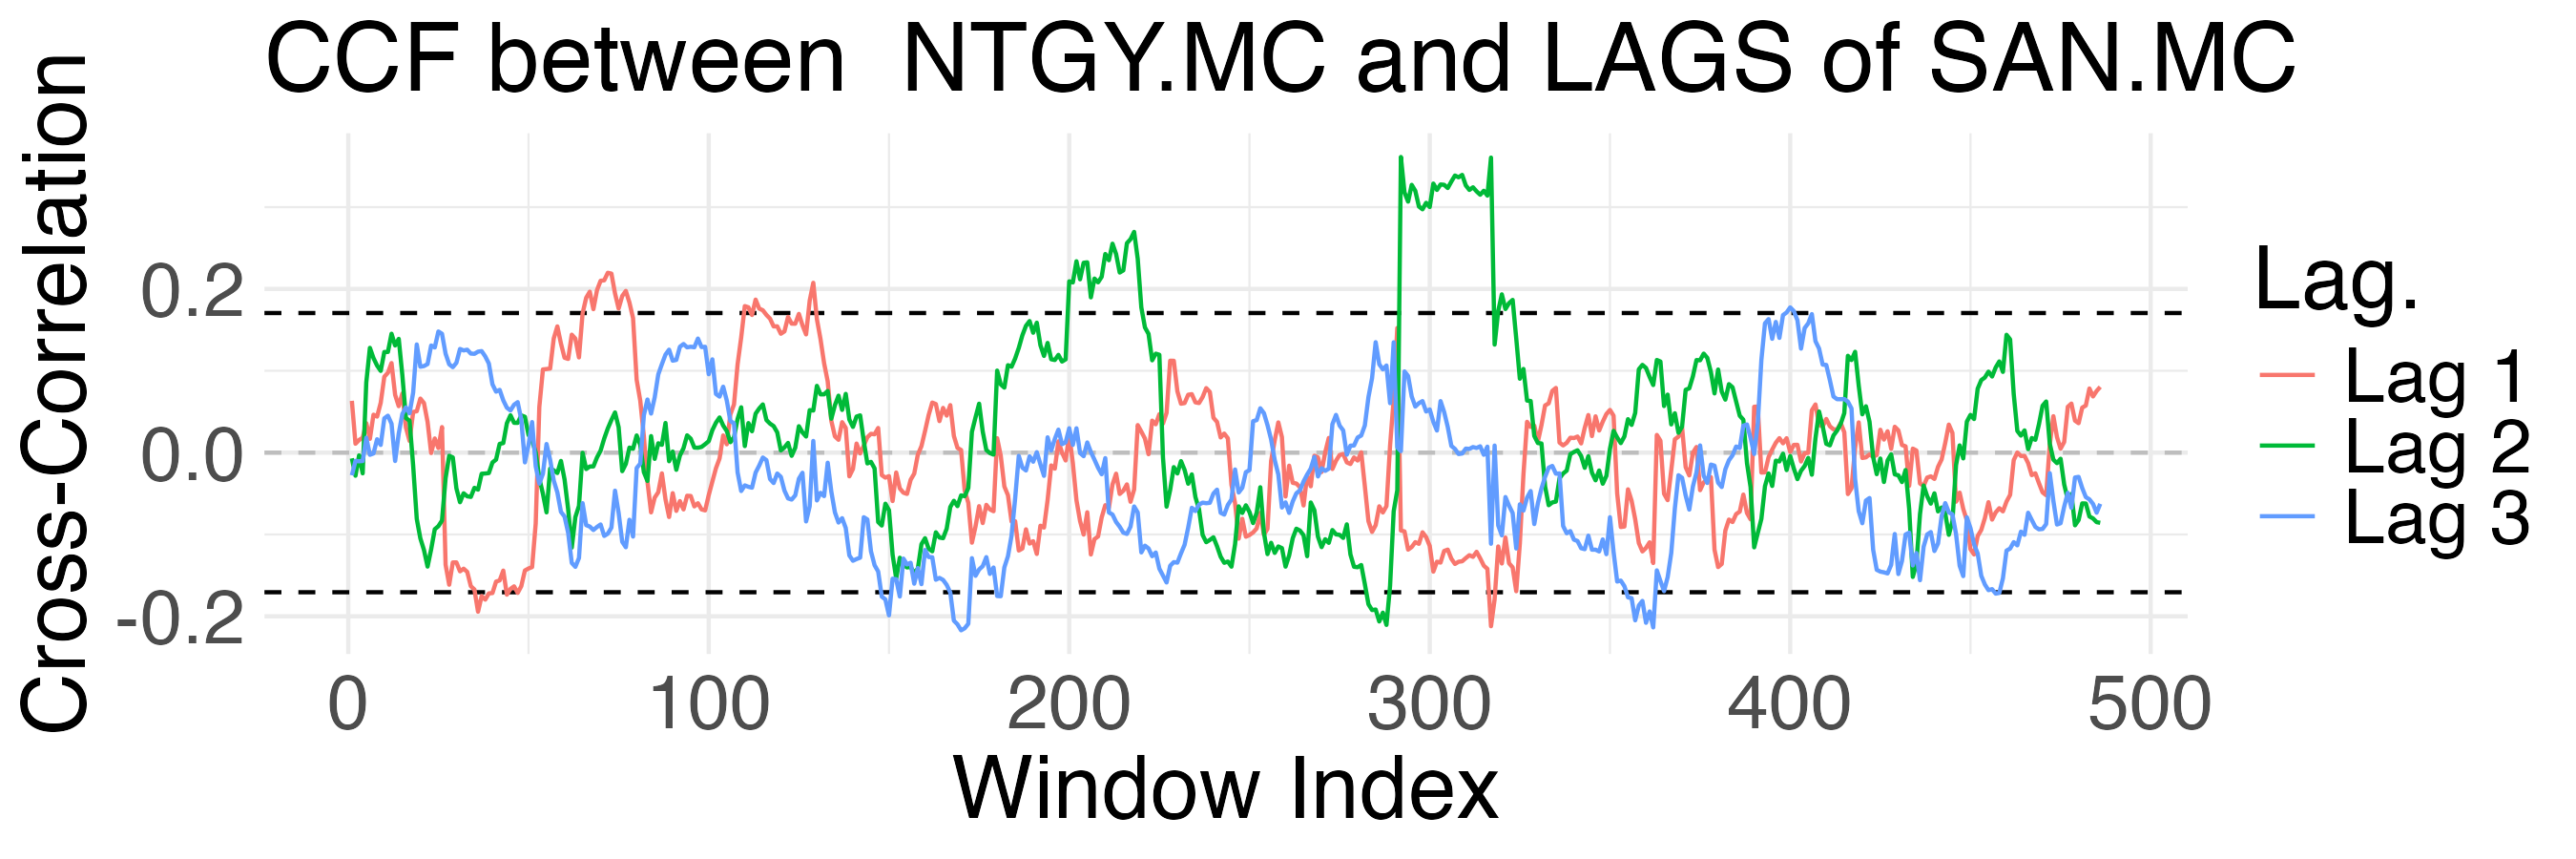 CCF between  NTGY.MC and LAGS of SAN.MC
Cross-Correlation
0.2
0.0
-0.2
0
100
200
300
400
500
Window Index
Lag.
Lag 1
Lag 2
Lag 3